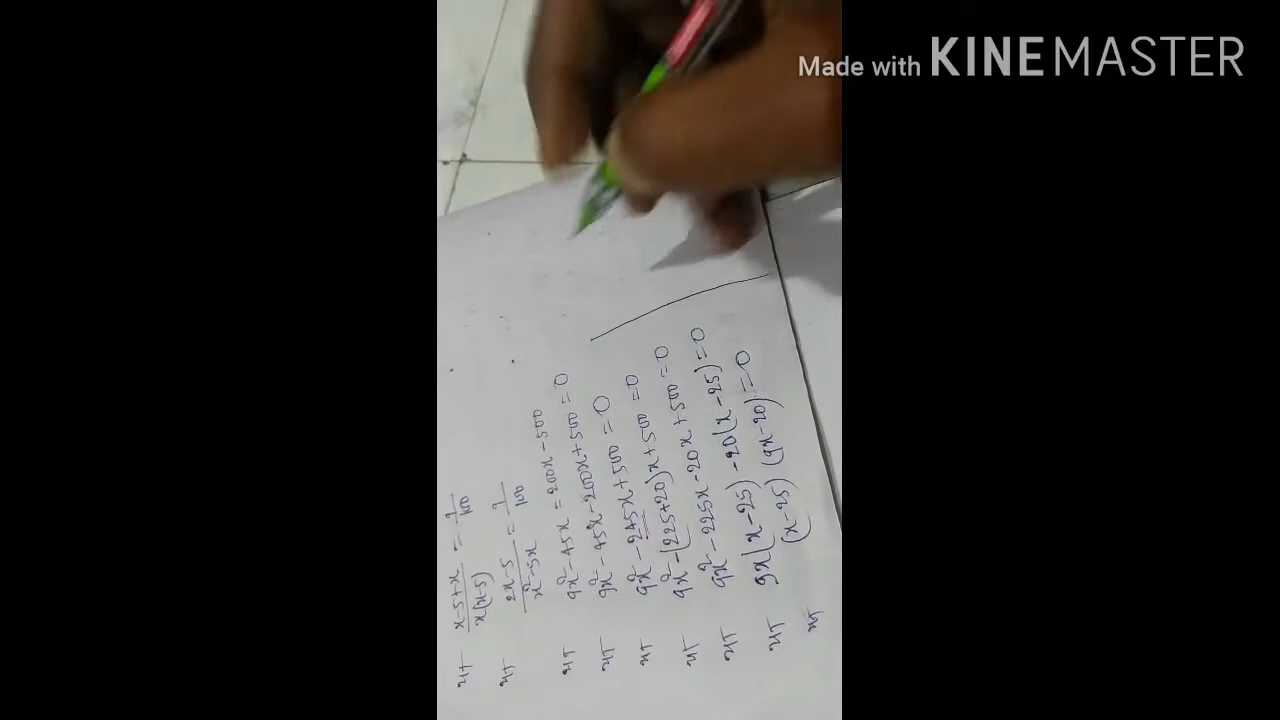 Made with KINEMASTER
या x-5+x/x(x-5) = 9/100
या 2x-5/x²-5x = 9/100
या 9x²-45x = 200x-500
या 9x²-45x-200x+500=0
या 9x²-245x+500=0
या 9x²-(225+20)x+500=0
या 9x²-225x-20x+500=0
या 9x(x-25)-20(x-25)=0
या (x-25)(9x-20)=0